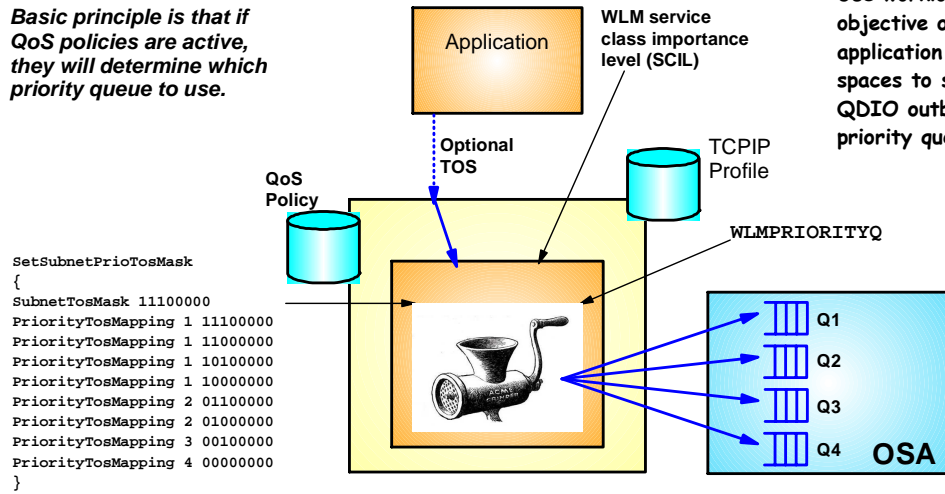 Basic principle is that if
QoS policies are active,
they will determine which
priority queue to use.
Application
WLM service
class importance
level (SCIL)
objective
application
spaces to
QDIO
priority
Optional
TOS
TCPIP
Profile
QoS
Policy
WLMPRIORITYQ
SetSubnetPrioTosMask
{
SubnetTosMask 11100000
PriorityTosMapping 1 11100000
PriorityTosMapping 1 11000000
PriorityTosMapping 1 10100000
PriorityTosMapping 1 10000000
PriorityTosMapping 2 01100000
PriorityTosMapping 2 01000000
PriorityTosMapping 3 00100000
PriorityTosMapping 4 00000000
}
ACME
GRINDER
Q1
Q2
Q3
Q4
OSA